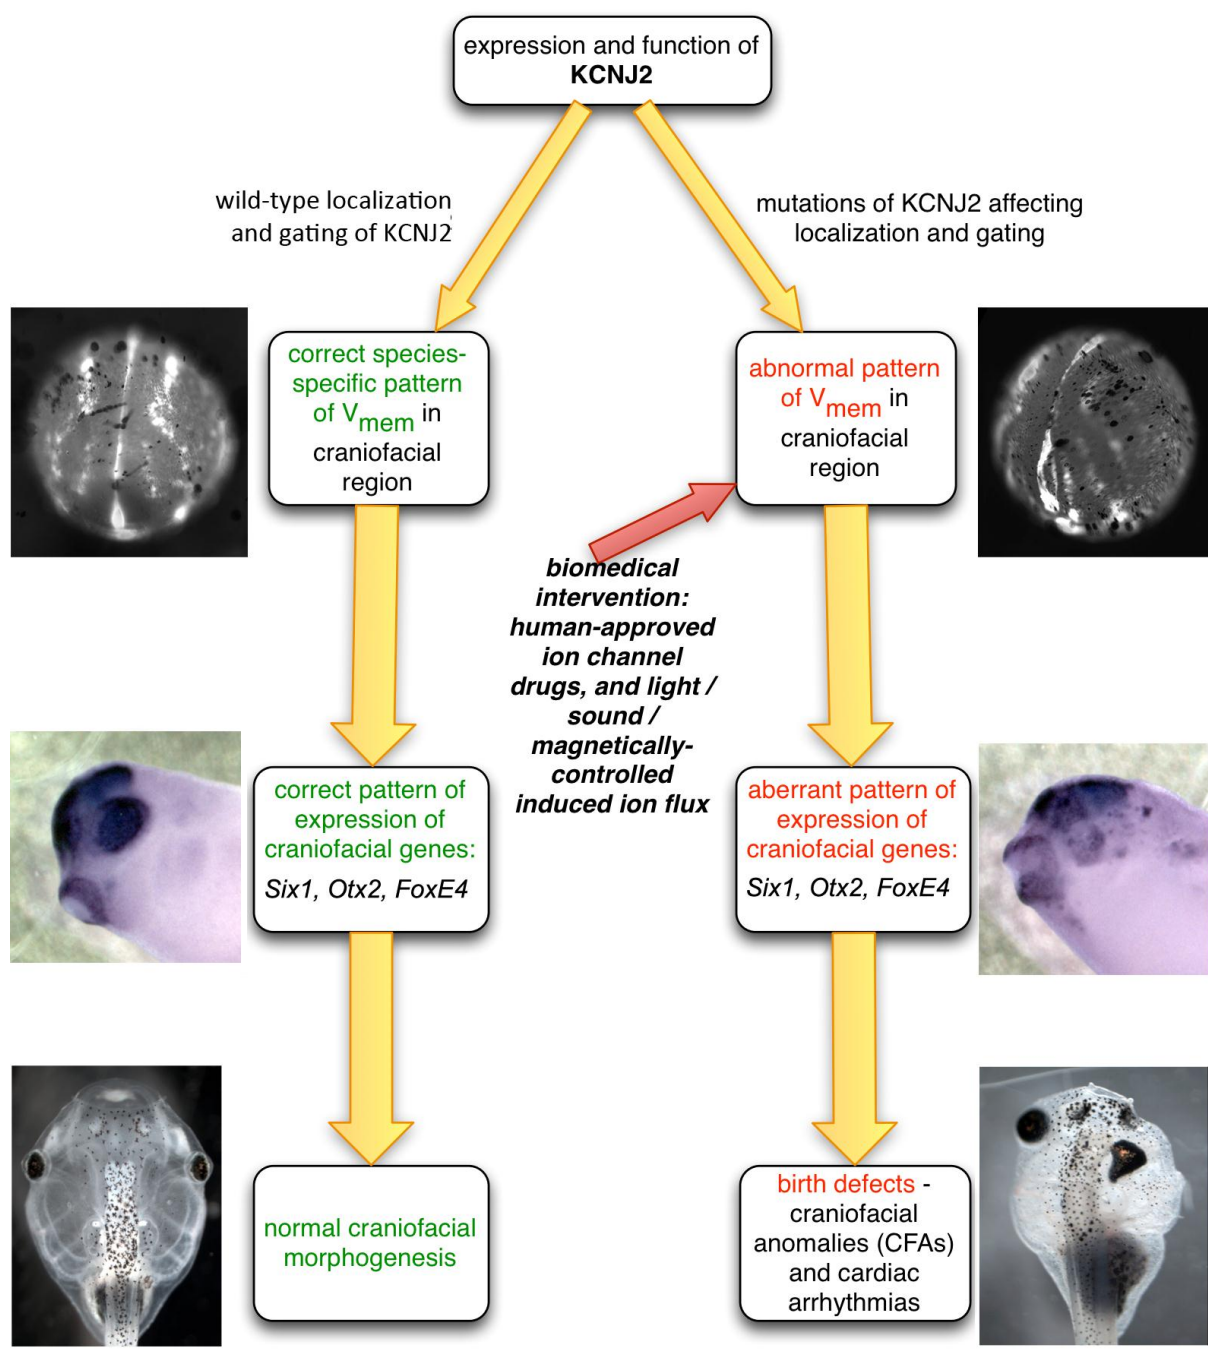 expression and function of
KCNJ2
wild-type localization
and gating of KCNJ2
mutations of KCNJ2 affecting
localization and gating
correct species-
specific pattern
of Vmem in
craniofacial
region
abnormal pattern
of Vmem in
craniofacial
region
biomedical
intervention:
human-approved
ion channel
drugs, and light /
sound /
magnetically-
controlled
induced ion flux
correct pattern of
expression of
craniofacial genes:
Six1, Otx2, FoxE4
aberrant pattern of
expression of
craniofacial genes:
Six1, Otx2, FoxE4
normal craniofacial
morphogenesis
birth defects -
craniofacial
anomalies (CFAs)
and cardiac
arrhythmias